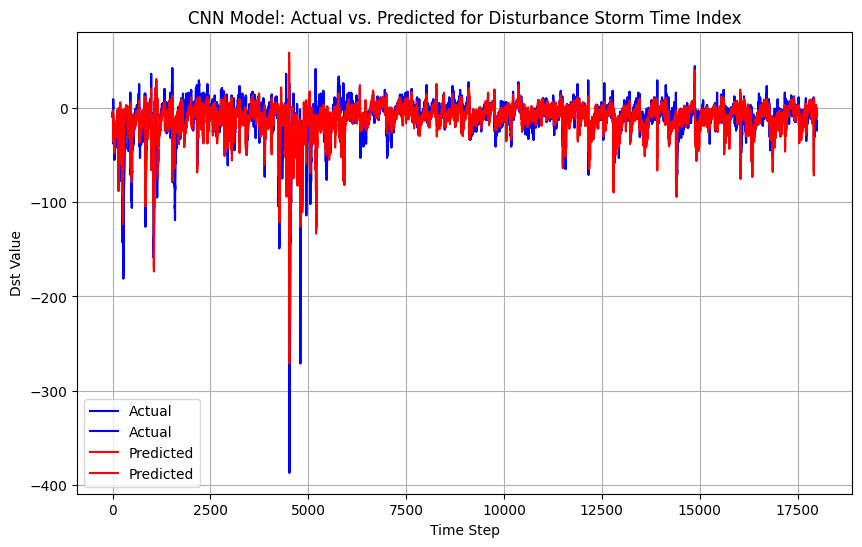 CNN Model: Actual vs. Predicted for Disturbance Storm Time Index
Dst Value
0
−100
−200
−300
−400
Actual
Actual
Predicted
Predicted
0
2500
5000
7500
10000
12500
15000
17500
Time Step